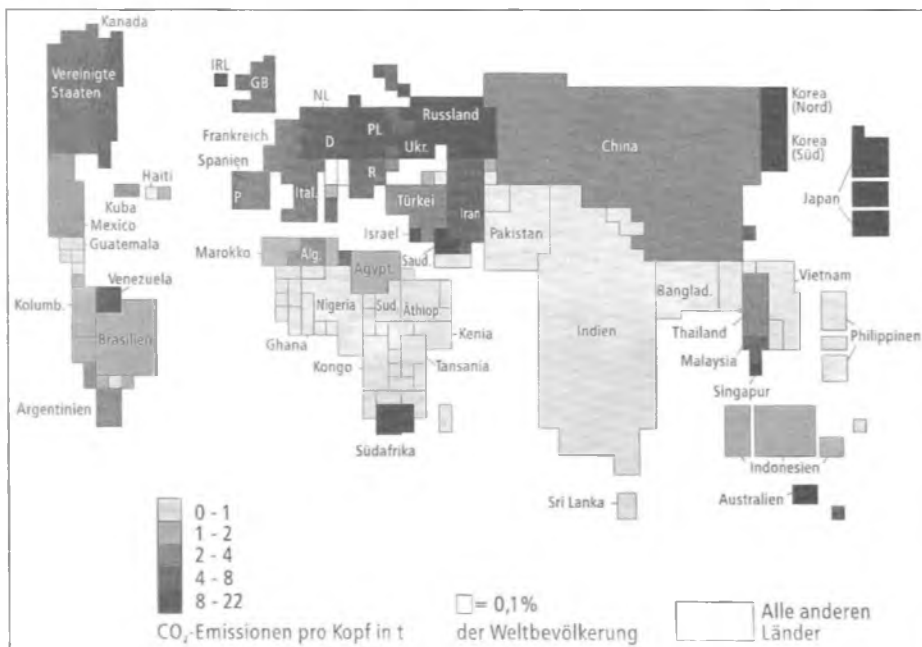 Kanada
Vereinigte
Staaten
IRL
GB
NL
Frankreich
Spanien
D
PL
Russland
Ukr.
R
P
Ital.
Türkei
Iran
China
Korea
(Nord)
Korea
(Süd)
Japan
Haiti
Kuba
Mexico
Guatemala
Venezuela
Kolumb.
Brasilien
Argentinien
Marokko
Alg.
Israel
Saud.
Ägypt.
Pakistan
Nigeria
Sud.
Äthiop.
Ghana
Kenia
Kongo
Tansania
Südafrika
Indien
Banglad.
Vietnam
Thailand
Malaysia
Philippinen
Singapur
Indonesien
Sri Lanka
Australien
0 - 1
1 - 2
2 - 4
4 - 8
8 - 22
CO₂-Emissionen pro Kopf in t
= 0,1%
der Weltbevölkerung
Alle anderen
Länder